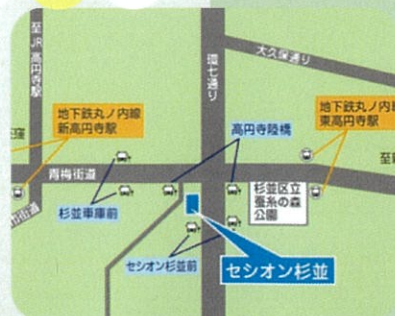 至JR高円寺駅
環七通り
大久保通り
地下鉄丸ノ内線
新高円寺駅
高円寺陸橋
地下鉄丸ノ内線
東高円寺駅
青梅街道
杉並車庫前
杉並区立
蚕糸の森
公園
セシオン杉並前
セシオン杉並